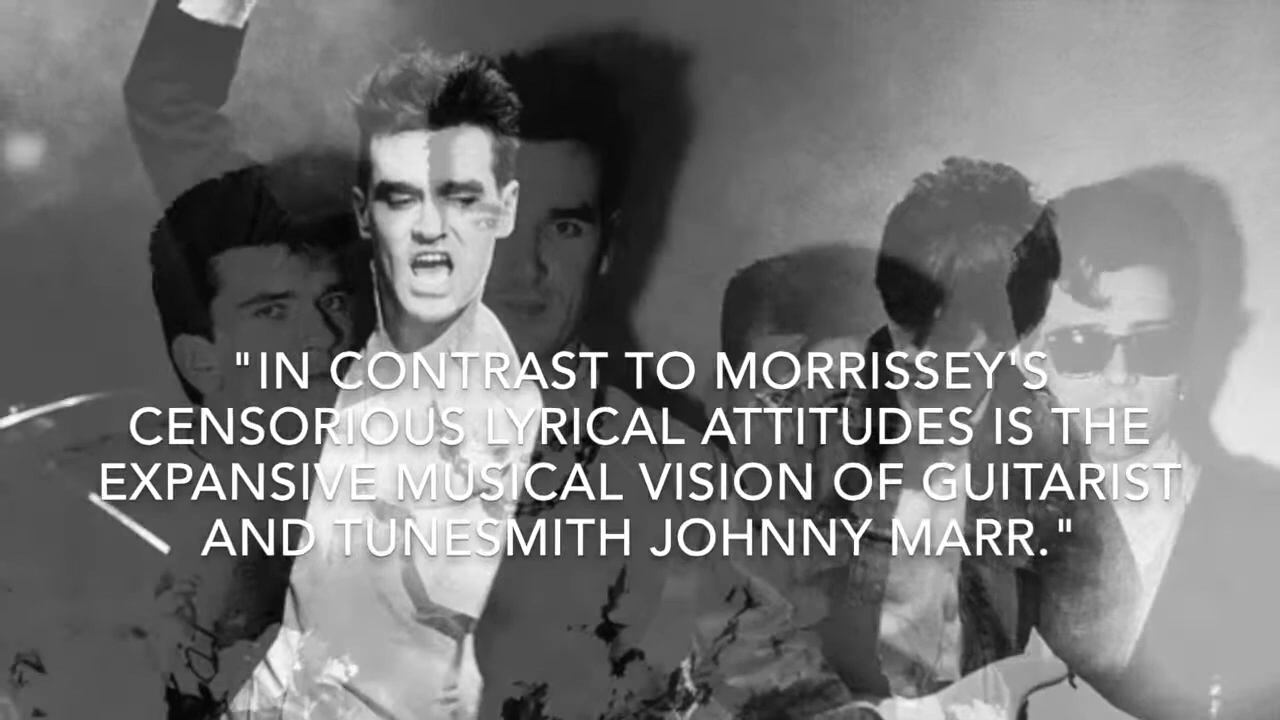 "IN CONTRAST TO MORRISSEY'S
CENSORIOUS LYRICAL ATTITUDES IS THE
EXPANSIVE MUSICAL VISION OF GUITARIST
AND TUNESMITH JOHNNY MARR."